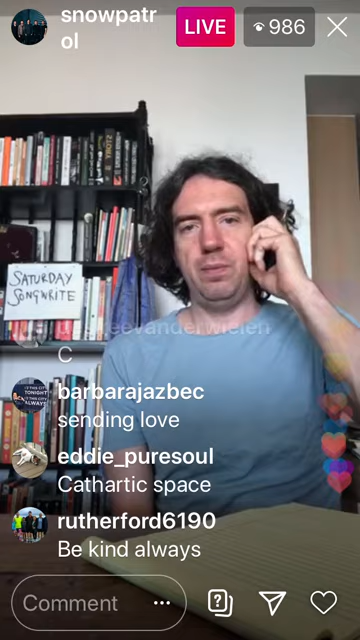 snowpatr
ol
LIVE
986
SATURDAY
SONGWRITE
C
barbarajazbec
sending love
eddie_puresoul
Cathartic space
rutherford6190
Be kind always
Comment